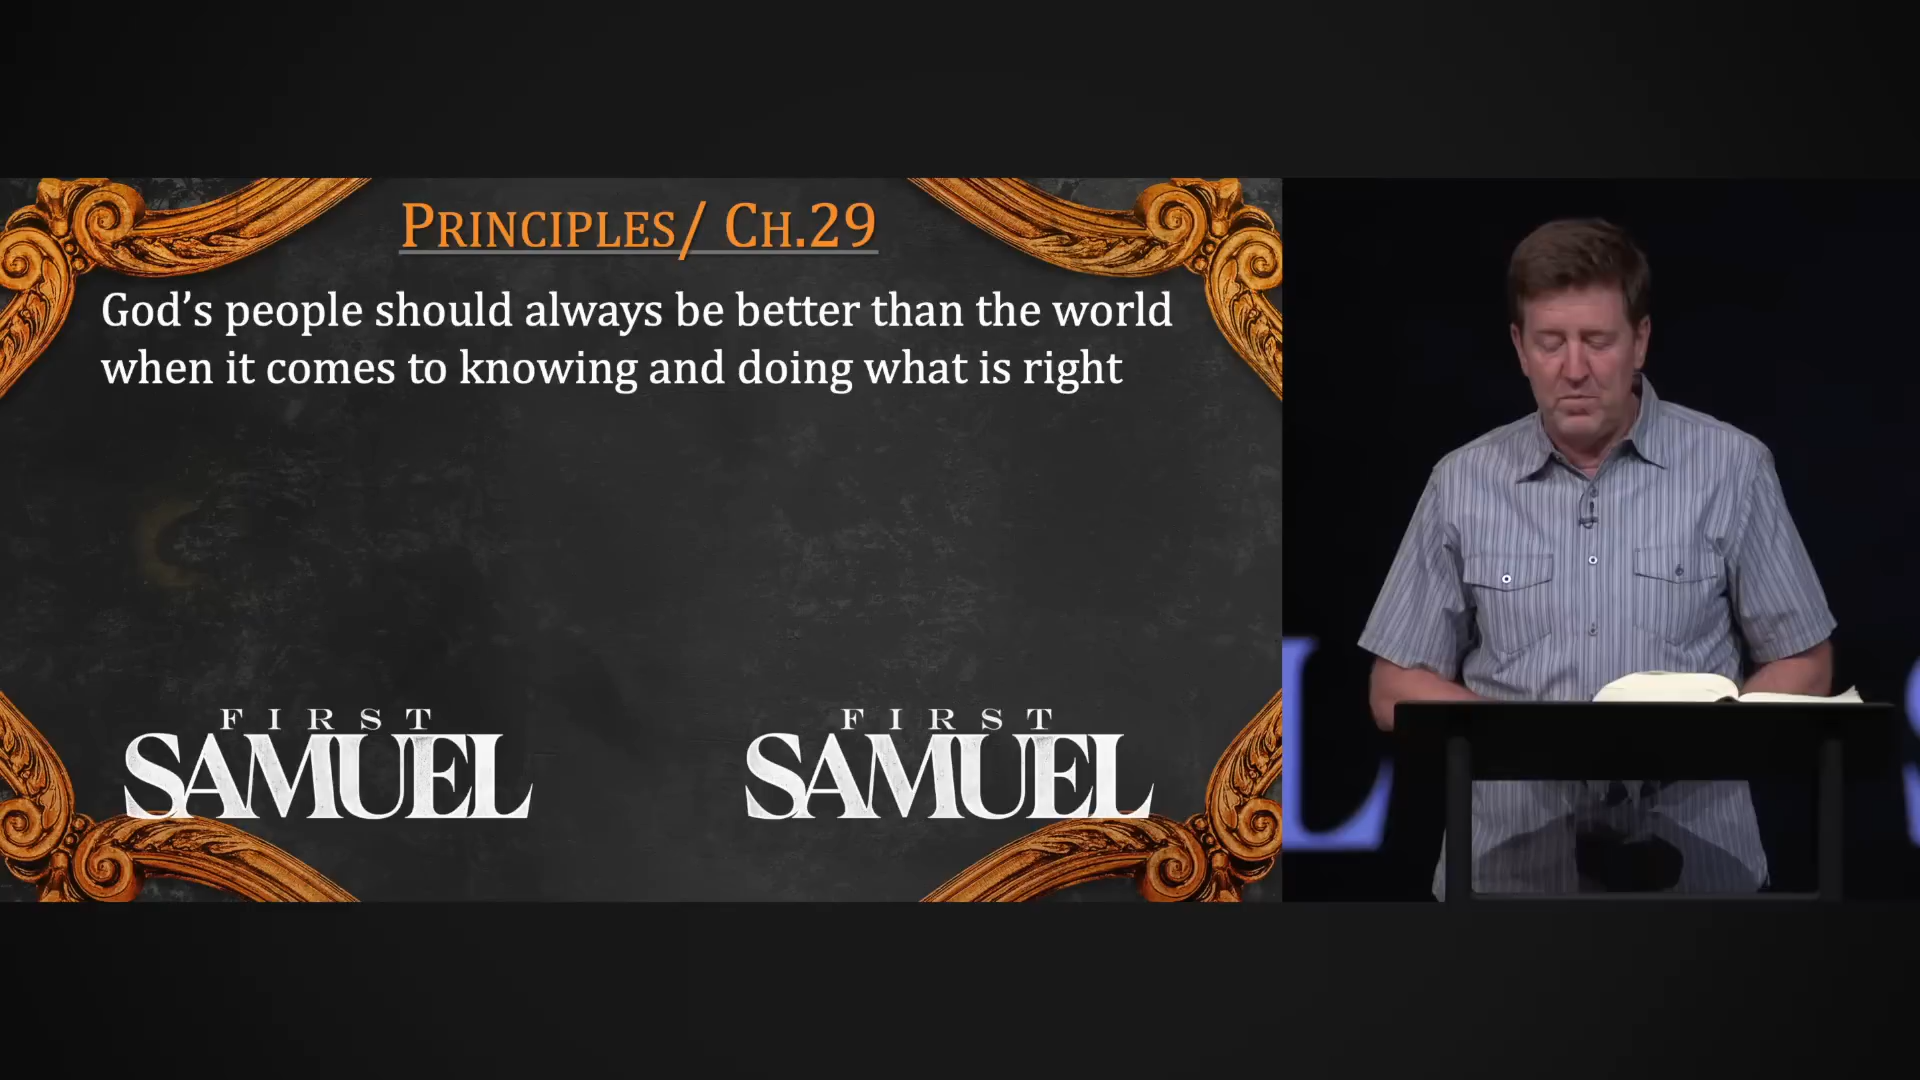 PRINCIPLES/ CH.29
God’s people should always be better than the world
when it comes to knowing and doing what is right
FIRST
SAMUEL
FIRST
SAMUEL
L